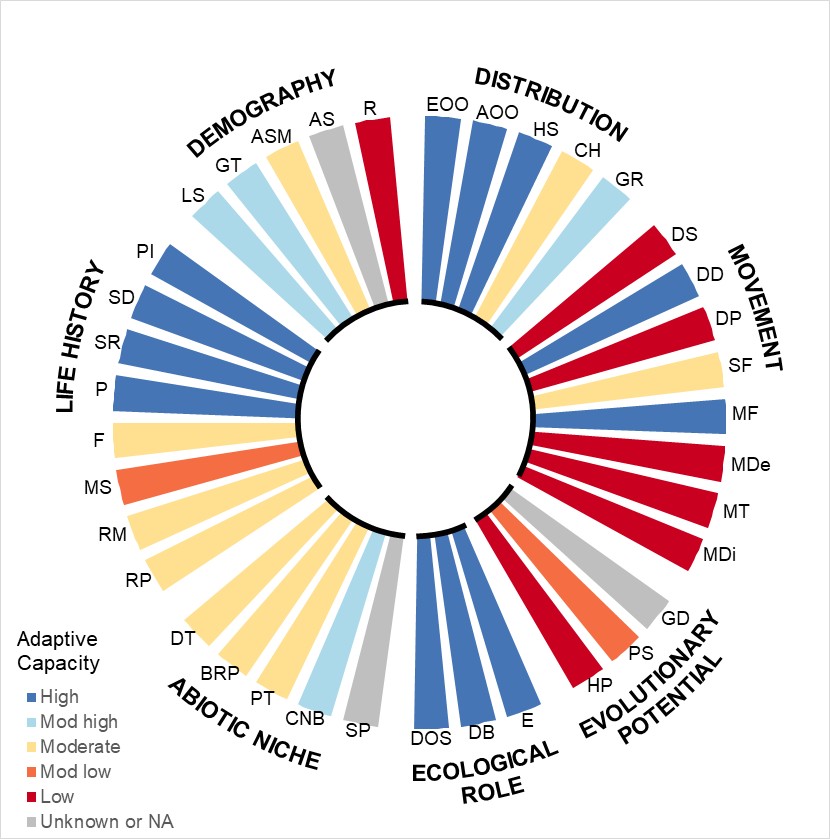 DISTRIBUTION
EOO
AOO
HS
CH
GR
MOVEMENT
DS
DD
DP
SF
MF
MDe
MT
MDi
EVOLUTIONARY
POTENTIAL
GD
PS
HP
ECOLOGICAL
ROLE
E
DB
DOS
ABIOTIC NICHE
SP
CNB
PT
BRP
DT
LIFE HISTORY
RP
RM
MS
F
P
SR
SD
PI
DEMOGRAPHY
LS
GT
ASM
AS
R
Adaptive
Capacity
High
Mod high
Moderate
Mod low
Low
Unknown or NA